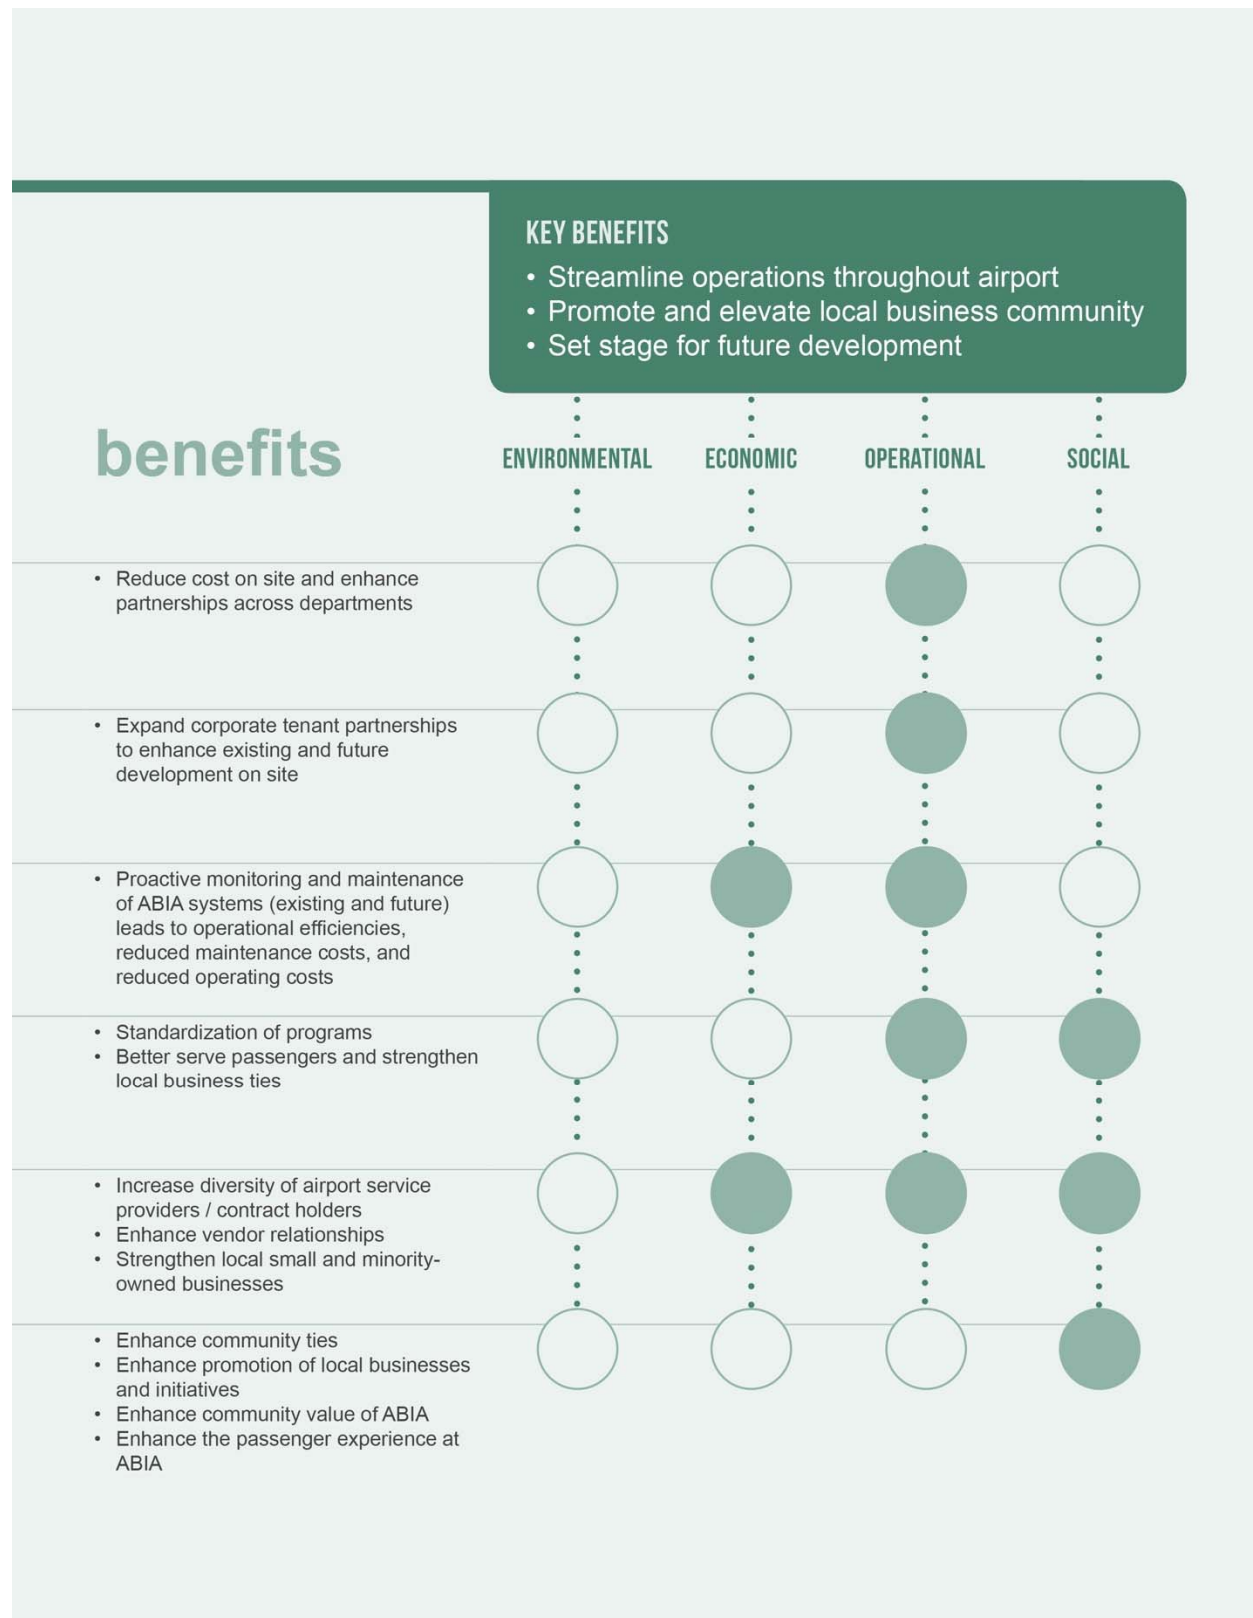 KEY BENEFITS
• Streamline operations throughout airport
• Promote and elevate local business community
• Set stage for future development
benefits
ENVIRONMENTAL ECONOMIC OPERATIONAL SOCIAL
• Reduce cost on site and enhance
partnerships across departments
• Expand corporate tenant partnerships
to enhance existing and future
development on site
• Proactive monitoring and maintenance
of ABIA systems (existing and future)
leads to operational efficiencies,
reduced maintenance costs, and
reduced operating costs
• Standardization of programs
• Better serve passengers and strengthen
local business ties
• Increase diversity of airport service
providers / contract holders
• Enhance vendor relationships
• Strengthen local small and minority-
owned businesses
• Enhance community ties
• Enhance promotion of local businesses
and initiatives
• Enhance community value of ABIA
• Enhance the passenger experience at
ABIA